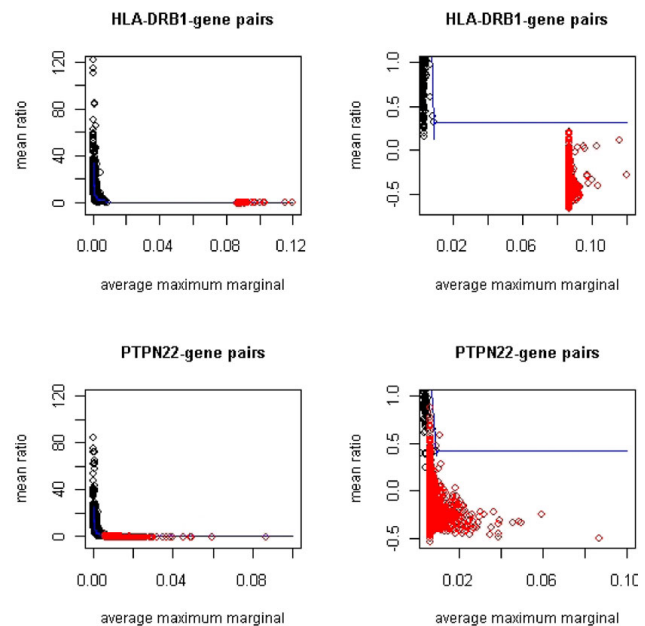 HLA-DRB1-gene pairs
mean ratio
120
80
40
0
0.00 0.04 0.08 0.12
average maximum marginal
HLA-DRB1-gene pairs
mean ratio
1.0
0.5
0.0
-0.5
0.02 0.06 0.10
average maximum marginal
PTPN22-gene pairs
mean ratio
120
80
40
0
0.00 0.04 0.08
average maximum marginal
PTPN22-gene pairs
mean ratio
1.0
0.5
0.0
-0.5
0.02 0.06 0.10
average maximum marginal